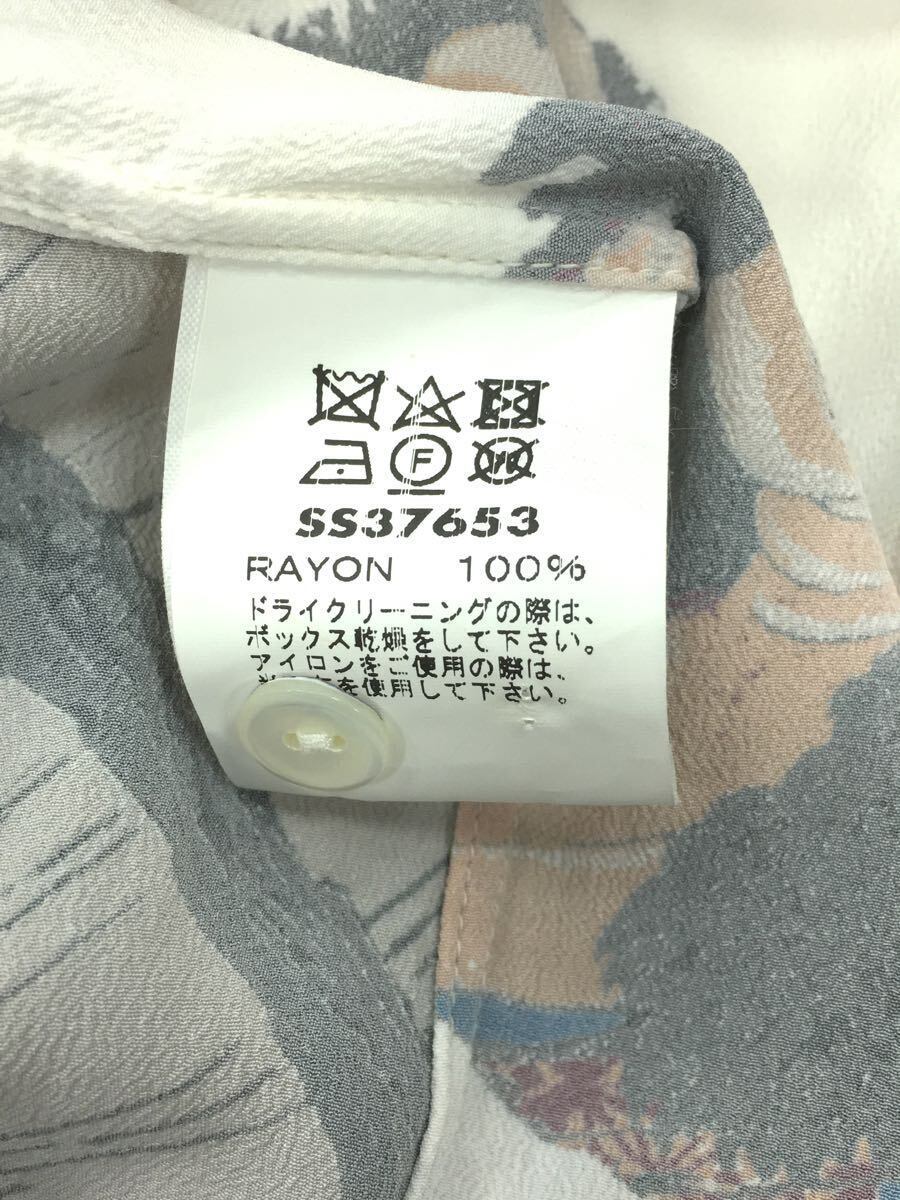 F
SS37653
RAYON 100%
ドライクリーニングの際は、
ボックス乾燥をして下さい。
アイロンをご使用の際は、
を使用して下さい。